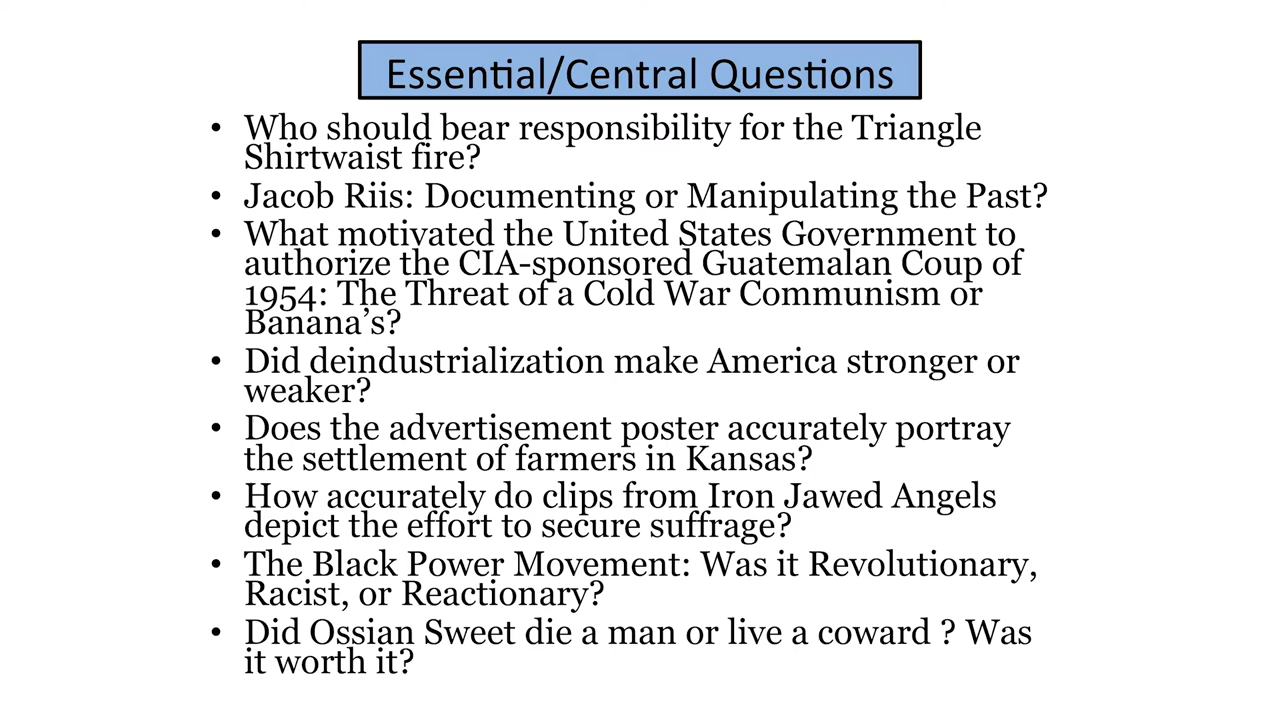 Essential/Central Questions
• Who should bear responsibility for the Triangle
Shirtwaist fire?
• Jacob Riis: Documenting or Manipulating the Past?
• What motivated the United States Government to
authorize the CIA-sponsored Guatemalan Coup of
1954: The Threat of a Cold War Communism or
Banana’s?
• Did deindustrialization make America stronger or
weaker?
• Does the advertisement poster accurately portray
the settlement of farmers in Kansas?
• How accurately do clips from Iron Jawed Angels
depict the effort to secure suffrage?
• The Black Power Movement: Was it Revolutionary,
Racist, or Reactionary?
• Did Ossian Sweet die a man or live a coward ? Was
it worth it?